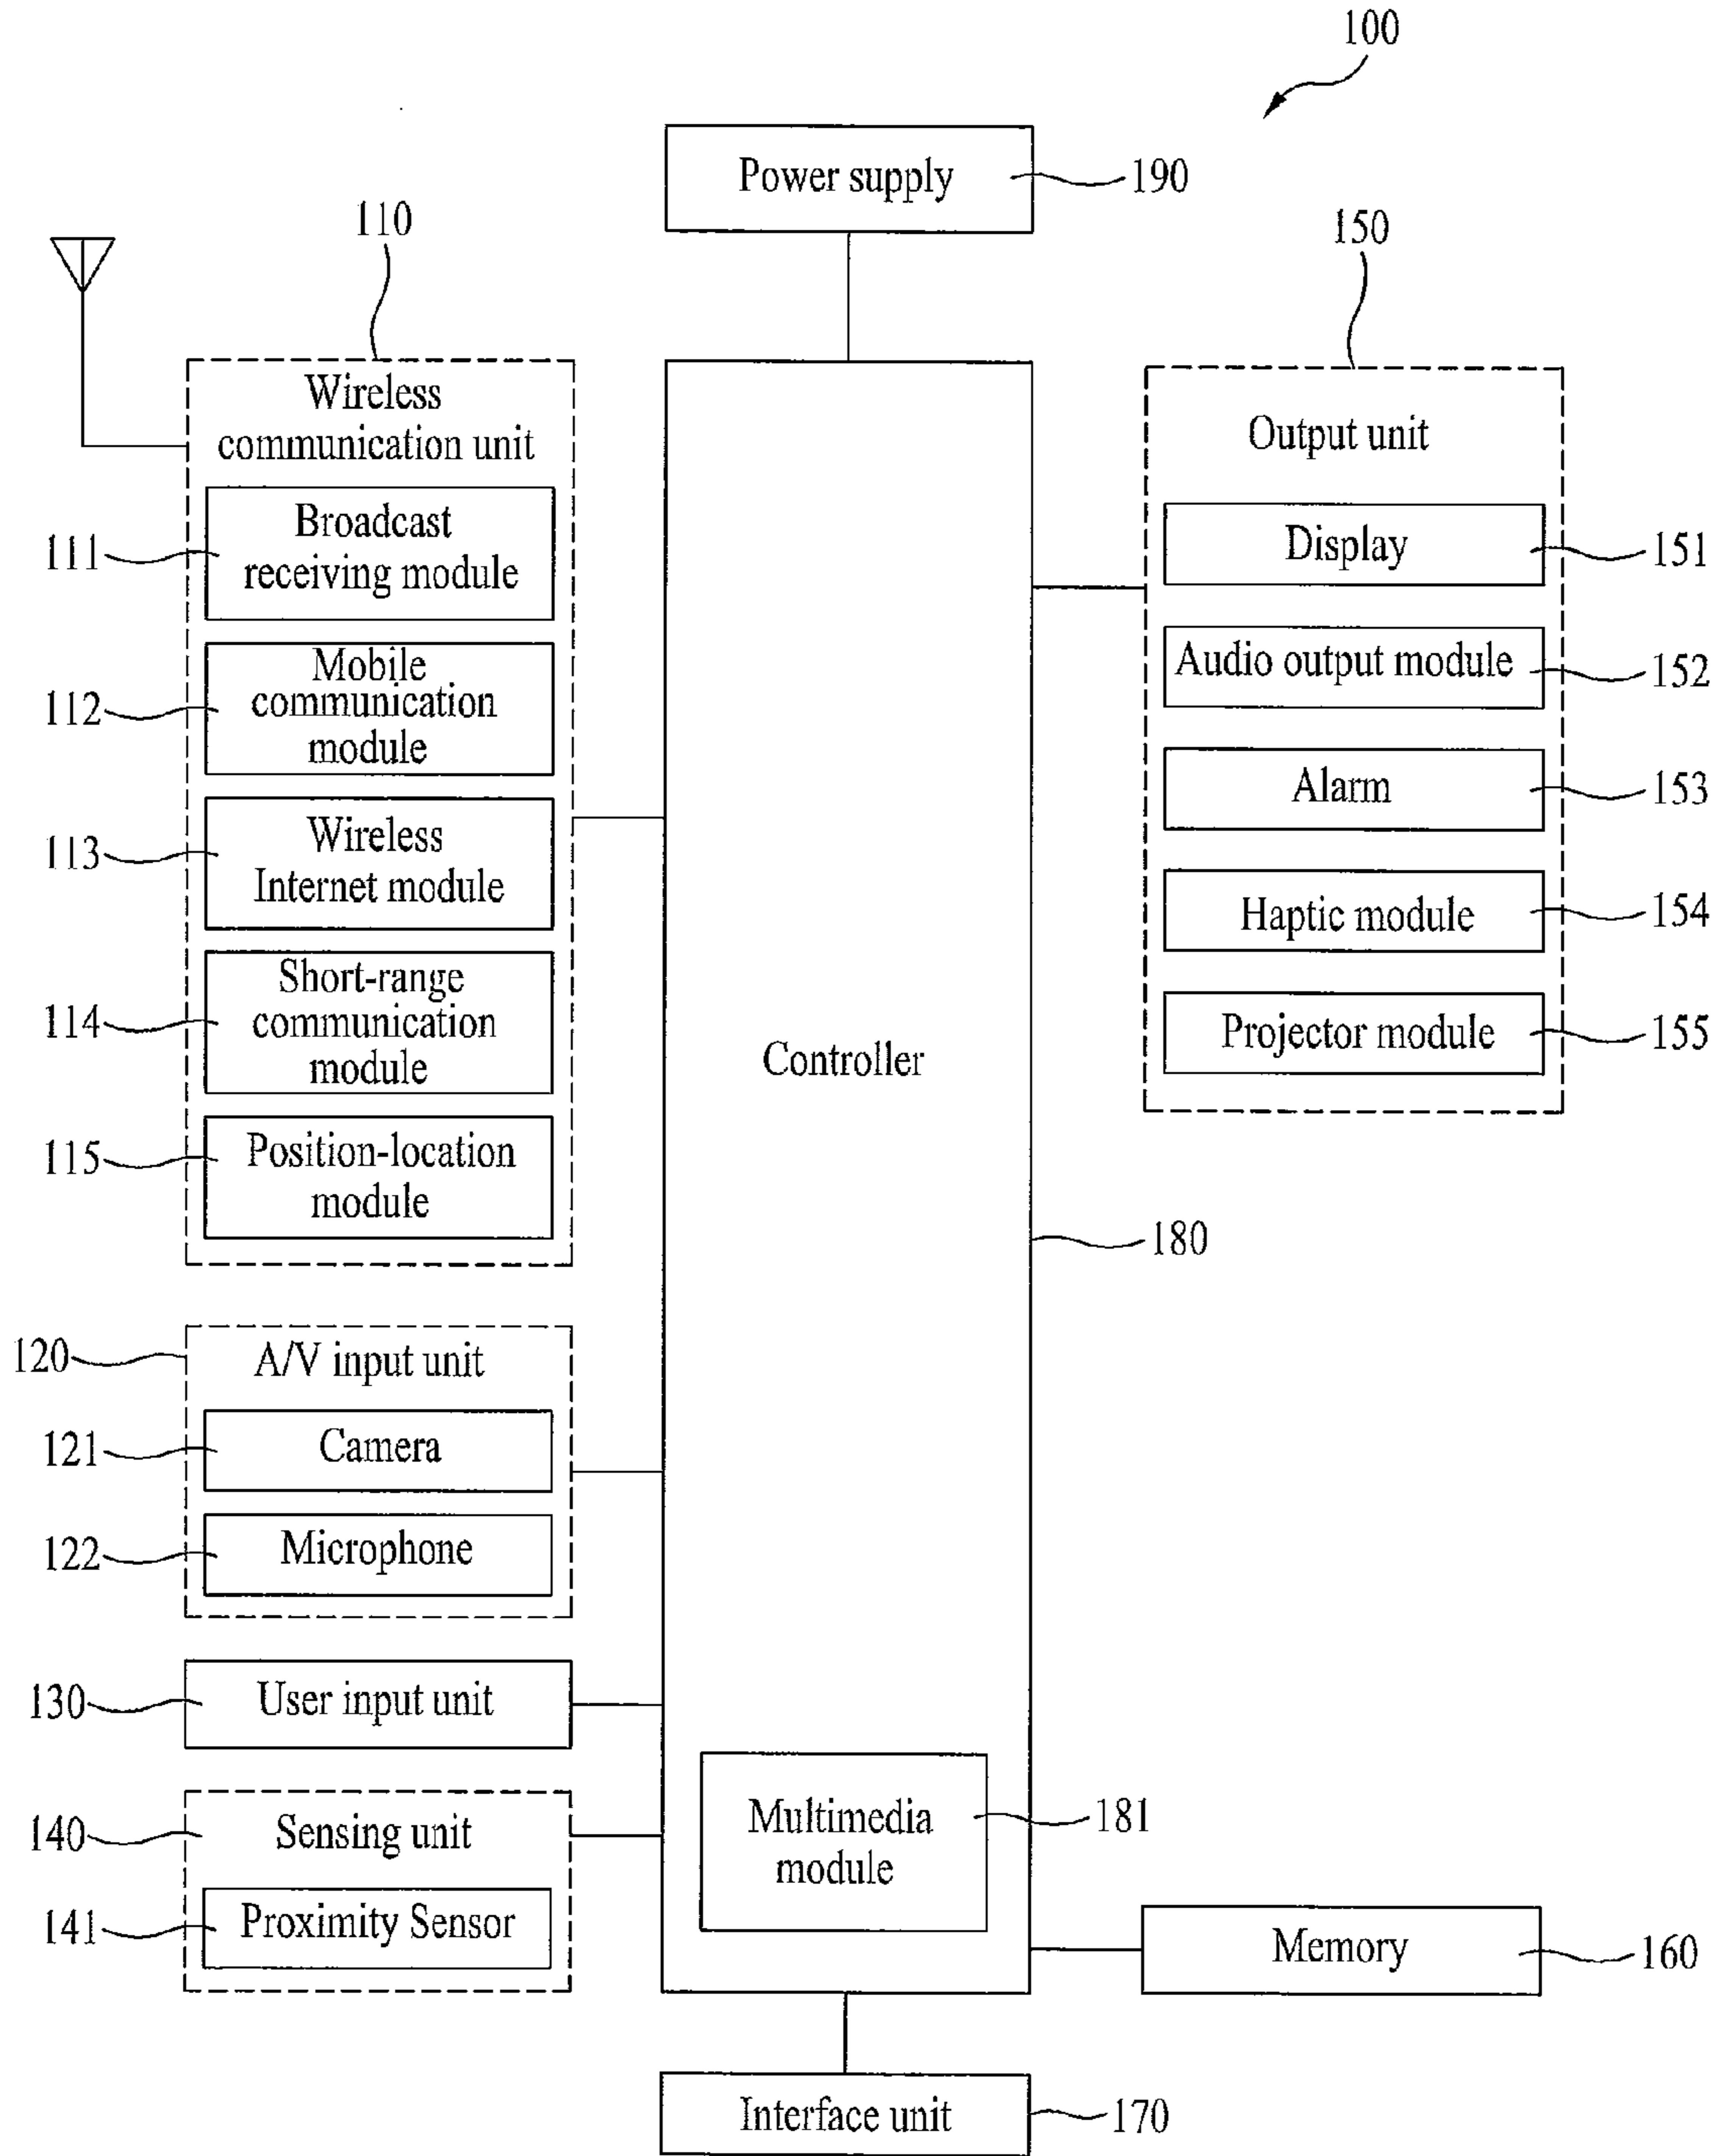 100
Power supply
190
110
150
Wireless
communication unit
Output unit
Broadcast
receiving module
111
Display
151
Mobile
communication
module
112
Audio output module
152
Wireless
Internet module
113
Alarm
153
Short-range
communication
module
114
Haptic module
154
Controller
Projector module
155
Position-location
module
115
180
120
A/V input unit
121
Camera
122
Microphone
130
User input unit
140
Sensing unit
141
Proximity Sensor
Multimedia
module
181
Memory
160
Interface unit
170